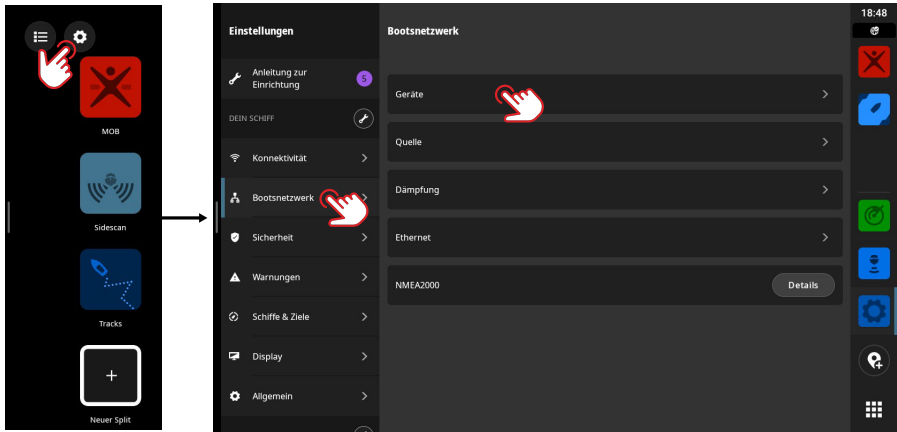 MOB
Sidescan
Tracks
Neuer Split
Einstellungen
Anleitung zur
Einrichtung
5
DEIN SCHIFF
Konnektivität
Bootsnetzwerk
Sicherheit
Warnungen
Schiffe & Ziele
Display
Allgemein
Bootsnetzwerk
Geräte
Quelle
Dämpfung
Ethernet
NMEA2000
Details
18:48